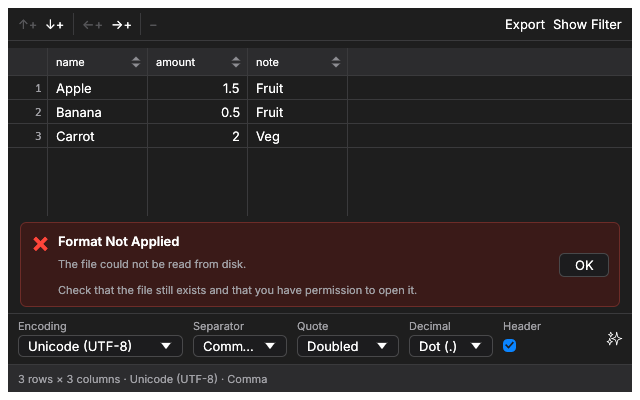 ↑+ ↓+ ←+ →+ − Export Show Filter
name amount note
1 Apple 1.5 Fruit
2 Banana 0.5 Fruit
3 Carrot 2 Veg
Format Not Applied
The file could not be read from disk.
OK
Check that the file still exists and that you have permission to open it.
Encoding Separator Quote Decimal Header
Unicode (UTF-8) Comm... Doubled Dot (.)
3 rows × 3 columns · Unicode (UTF-8) · Comma